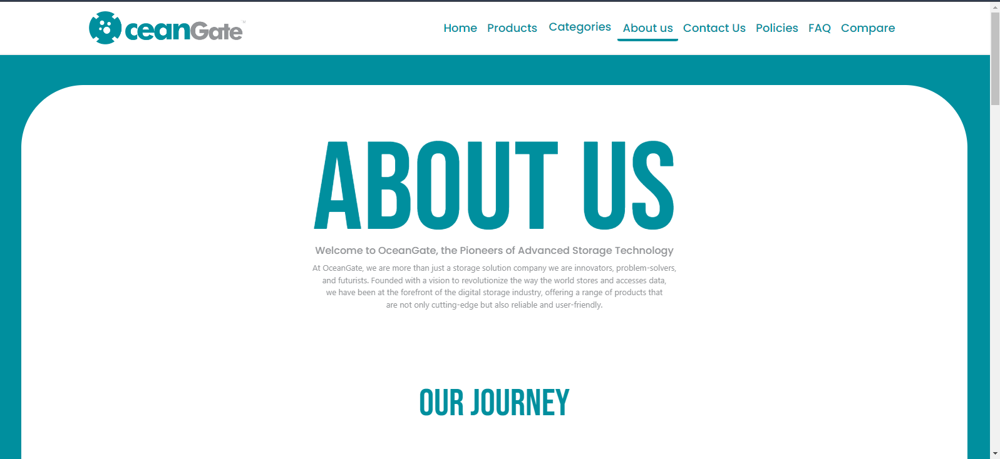 OceanGate™
Home Products Categories About us Contact Us Policies FAQ Compare
ABOUT US
Welcome to OceanGate, the Pioneers of Advanced Storage Technology
At OceanGate, we are more than just a storage solution company we are innovators, problem-solvers,
and futurists. Founded with a vision to revolutionize the way the world stores and accesses data,
we have been at the forefront of the digital storage industry, offering a range of products that
are not only cutting-edge but also reliable and user-friendly.
OUR JOURNEY